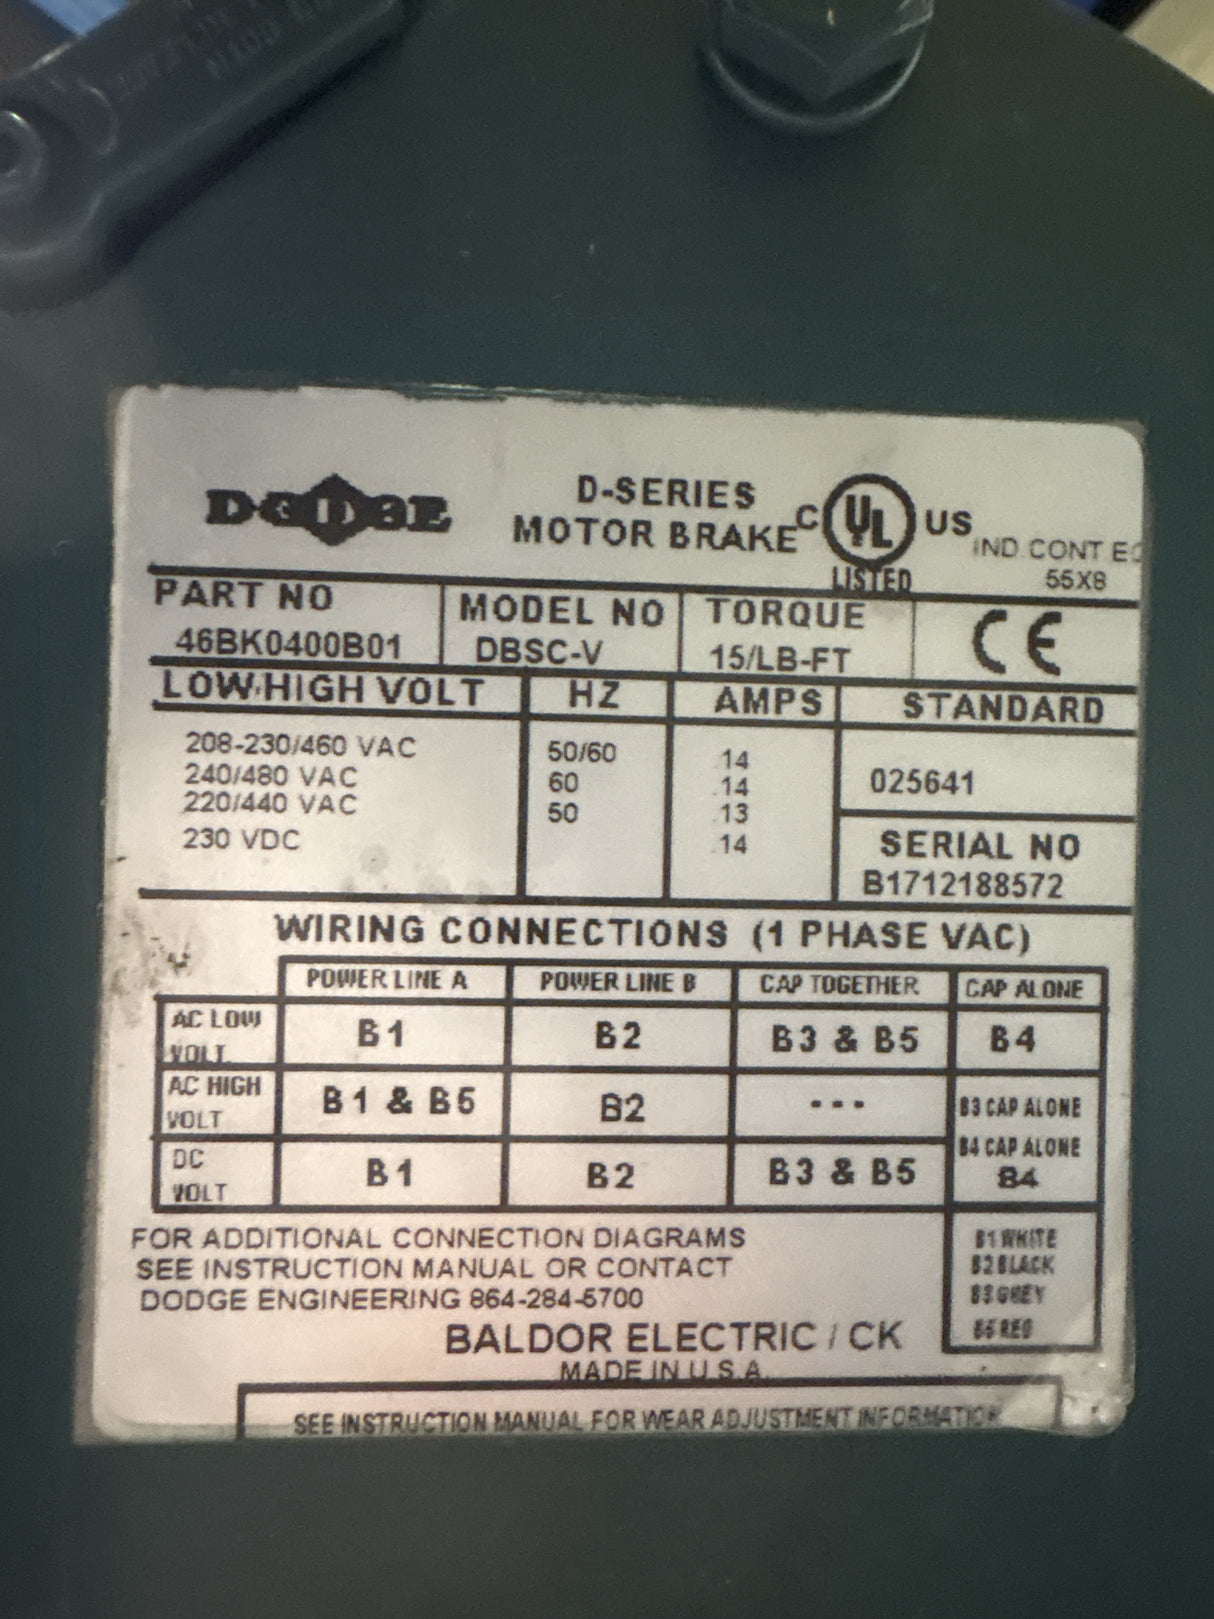 DODGE
D-SERIES
MOTOR BRAKE
C UL US
LISTED
IND. CONT EQ
55X8
PART NO
46BK0400B01
MODEL NO
DBSC-V
TORQUE
15/LB-FT
CE
LOW/HIGH VOLT HZ AMPS STANDARD
208-230/460 VAC 50/60 .14
240/480 VAC 60 .14
220/440 VAC 50 .13
230 VDC .14
025641
SERIAL NO
B1712188572
WIRING CONNECTIONS (1 PHASE VAC)
POWER LINE A POWER LINE B CAP TOGETHER CAP ALONE
AC LOW VOLT B1 B2 B3 & B5 B4
AC HIGH VOLT B1 & B5 B2 --- B3 CAP ALONE
B4 CAP ALONE
DC VOLT B1 B2 B3 & B5 B4
FOR ADDITIONAL CONNECTION DIAGRAMS
SEE INSTRUCTION MANUAL OR CONTACT
DODGE ENGINEERING 864-284-5700
B1 WHITE
B2 BLACK
B3 GREY
B5 RED
BALDOR ELECTRIC / CK
MADE IN U.S.A.
SEE INSTRUCTION MANUAL FOR WEAR ADJUSTMENT INFORMATION